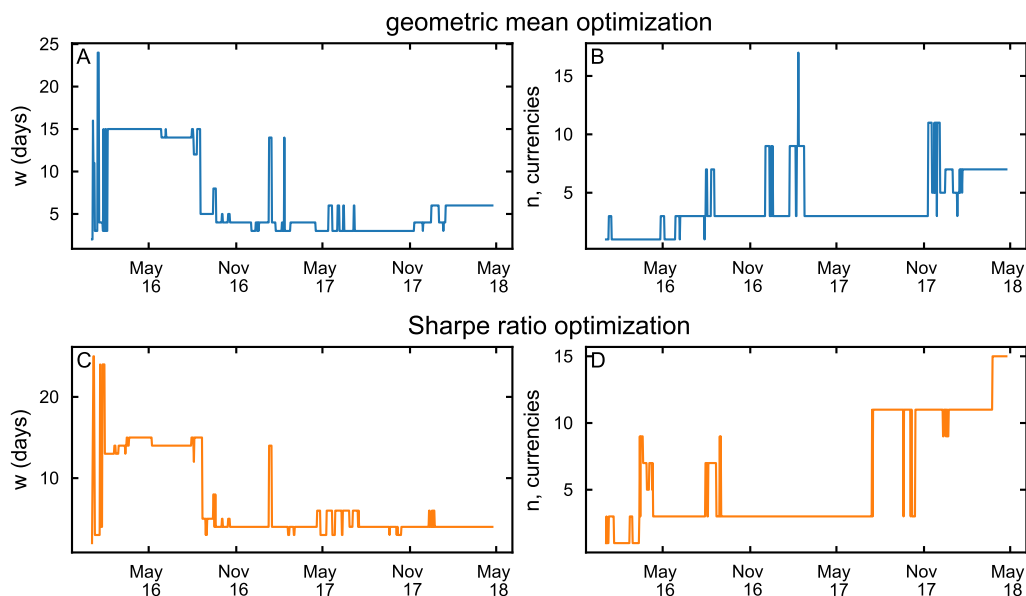 geometric mean optimization
A
w (days)
25
20
15
10
5
May 16
Nov 16
May 17
Nov 17
May 18
B
n, currencies
15
10
5
May 16
Nov 16
May 17
Nov 17
May 18
Sharpe ratio optimization
C
w (days)
20
10
May 16
Nov 16
May 17
Nov 17
May 18
D
n, currencies
15
10
5
May 16
Nov 16
May 17
Nov 17
May 18